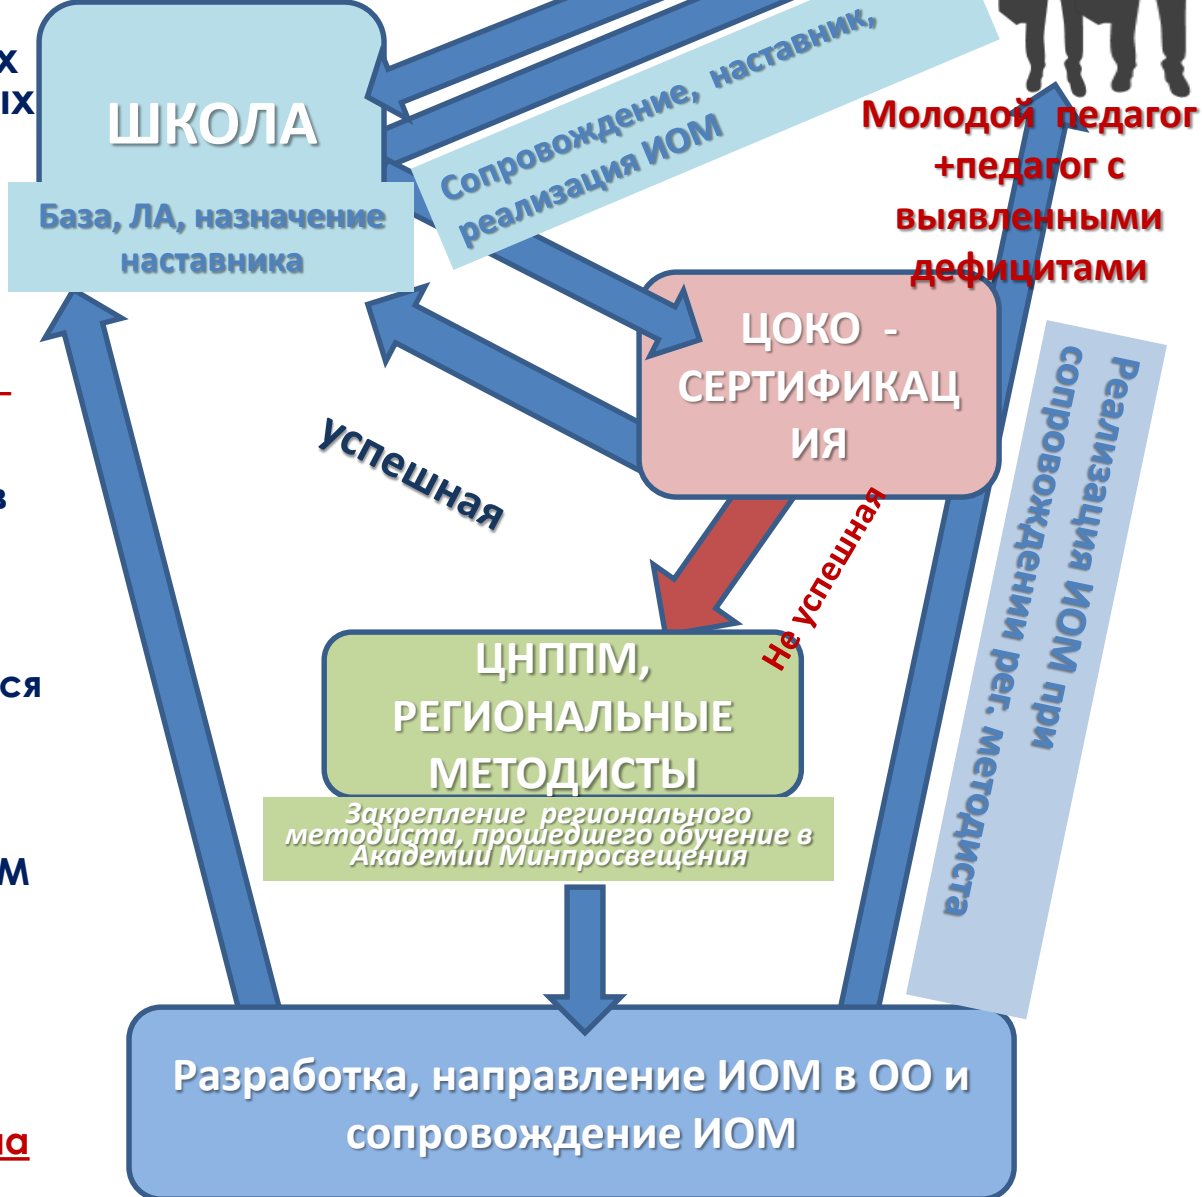 х
ых
в
ся
М
ШКОЛА
База, ЛА, назначение
наставника
Сопровождение, наставник,
реализация ИОМ
Молодой педагог
+педагог с
выявленными
дефицитами
ЦОКО -
СЕРТИФИКАЦ
ИЯ
успешная
Не успешная
Реализация ИОМ при
сопровождении рег. методиста
ЦНППМ,
РЕГИОНАЛЬНЫЕ
МЕТОДИСТЫ
Закрепление регионального
методиста, прошедшего обучение в
Академии Минпросвещения
Разработка, направление ИОМ в ОО и
сопровождение ИОМ